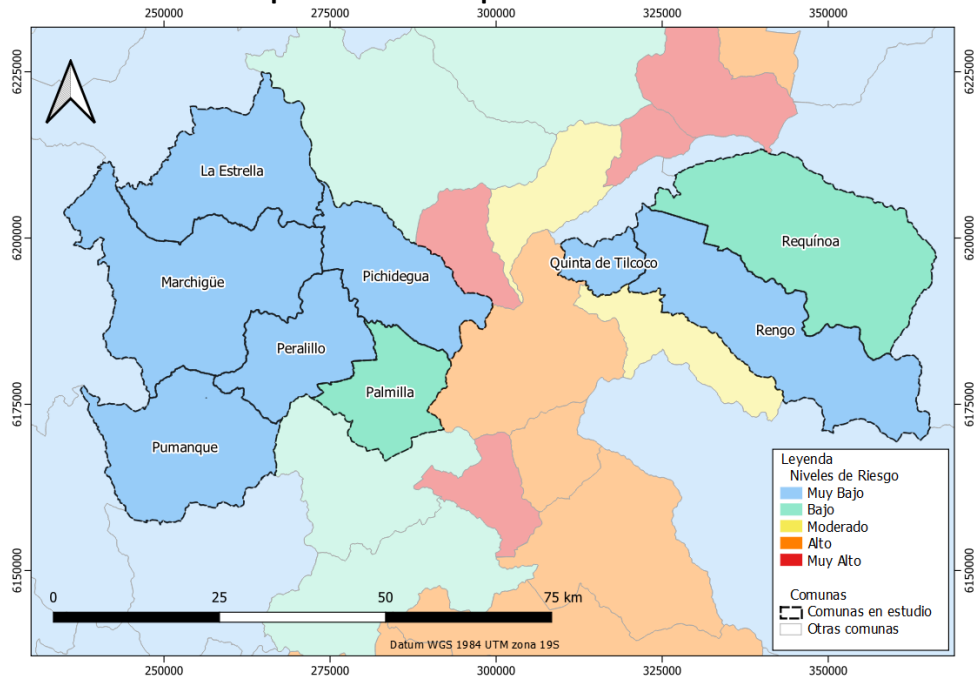 250000 275000 300000 325000 350000
6225000 6225000
La Estrella
6200000 6200000
Requínoa
Quinta de Tilcoco
Pichidegua
Marchigüe
Rengo
Peralillo
Palmilla
6175000 6175000
Pumanque
Leyenda
Niveles de Riesgo
Muy Bajo
Bajo
Moderado
Alto
Muy Alto
6150000 6150000
Comunas
Comunas en estudio
Otras comunas
0 25 50 75 km
Datum WGS 1984 UTM zona 19S
250000 275000 300000 325000 350000